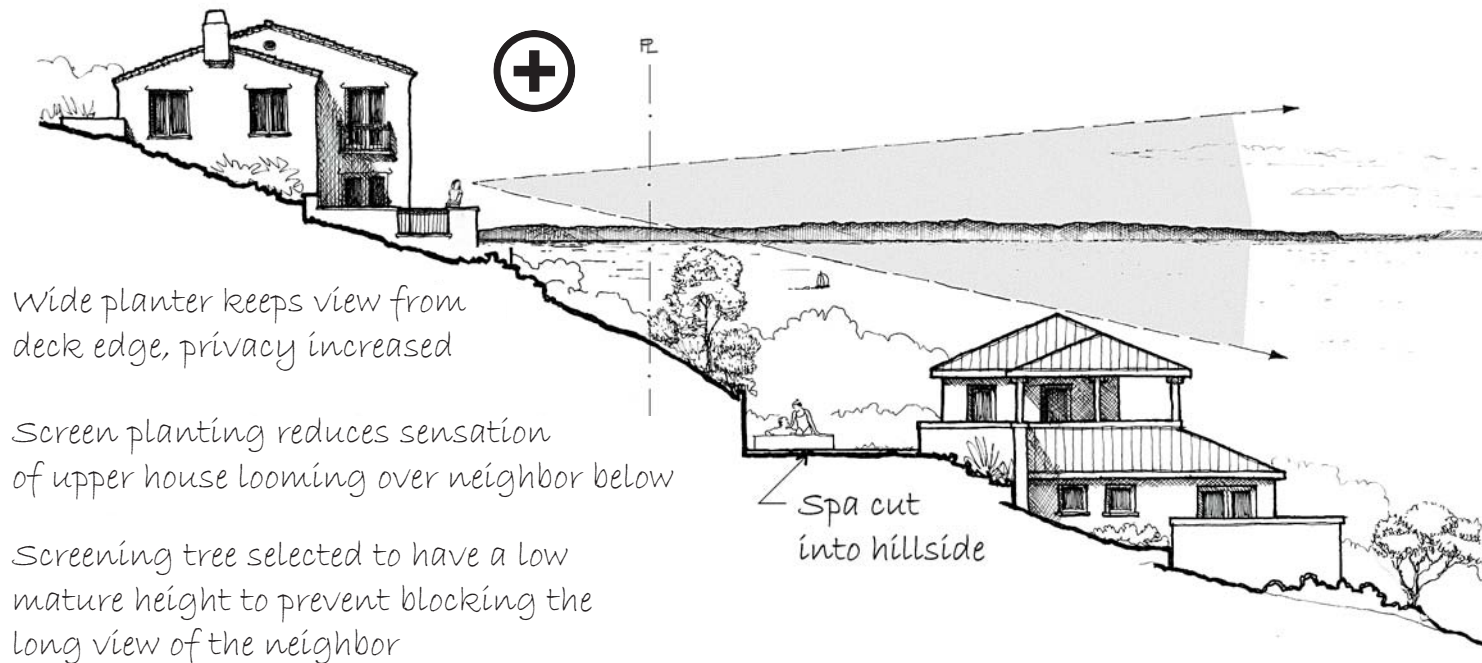 PL
Wide planter keeps view from
deck edge, privacy increased
Screen planting reduces sensation
of upper house looming over neighbor below
Spa cut
into hillside
Screening tree selected to have a low
mature height to prevent blocking the
long view of the neighbor